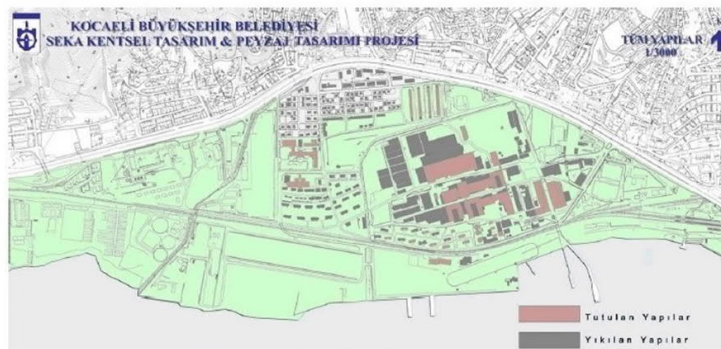 KOCAELİ BÜYÜKŞEHİR BELEDİYESİ
SEKA KENTSEL TASARIM & PEYZAJ TASARIMI PROJESİ
TÜM YAPILAR
1/3000
Tutulan Yapılar
Yıkılan Yapılar